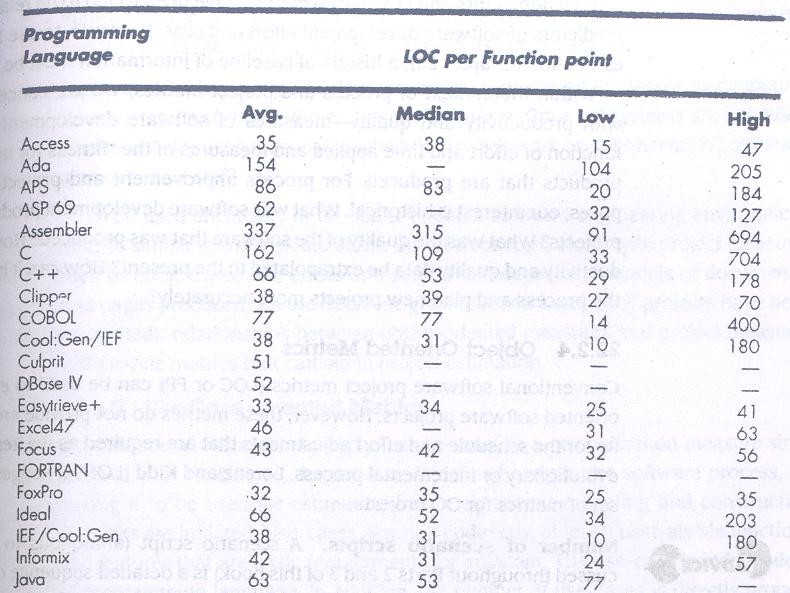 Programming
Language LOC per Function point
Avg. Median Low High
Access 35 38 15 47
Ada 154 — 104 205
APS 86 83 20 184
ASP 69 62 — 32 127
Assembler 337 315 91 694
C 162 109 33 704
C++ 66 53 29 178
Clipper 38 39 27 70
COBOL 77 77 14 400
Cool:Gen/IEF 38 31 10 180
Culprit 51 — — —
DBase IV 52 — — —
Easytrieve+ 33 34 25 41
Excel47 46 — 31 63
Focus 43 42 32 56
FORTRAN — — — —
FoxPro 32 35 25 35
Ideal 66 52 34 203
IEF/Cool:Gen 38 31 10 180
Informix 42 31 24 57
Java 63 53 77 —